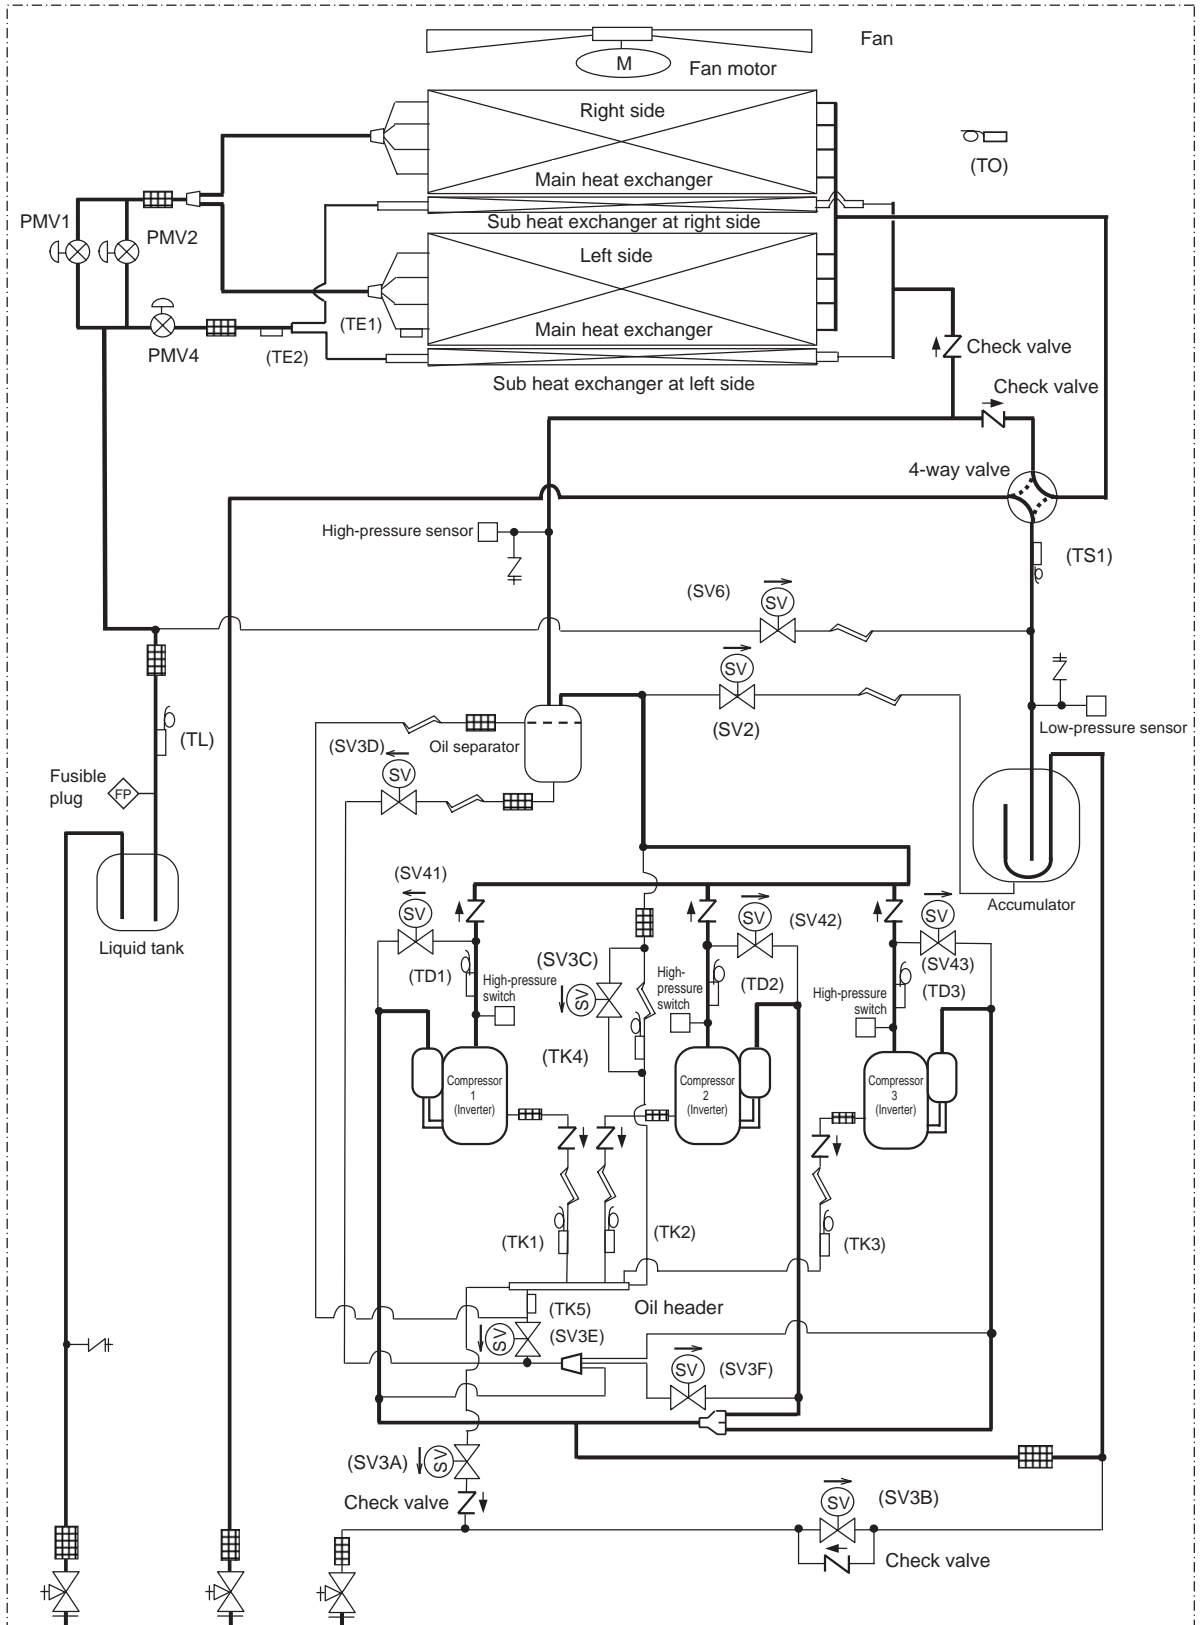 Fan
M
Fan motor
Right side
Main heat exchanger
(TO)
Sub heat exchanger at right side
PMV1
PMV2
Left side
Main heat exchanger
(TE1)
PMV4
(TE2)
Sub heat exchanger at left side
Check valve
Check valve
4-way valve
High-pressure sensor
(TS1)
(SV6)
SV
SV
(SV2)
(TL)
(SV3D)
Oil separator
Low-pressure sensor
SV
Fusible
plug
FP
(SV41)
SV
SV
(SV42)
SV
Accumulator
Liquid tank
(TD1)
(SV3C)
SV
High-
pressure
switch
(TD2)
(SV43)
(TD3)
High-pressure
switch
High-pressure
switch
(TK4)
Compressor
1
(Inverter)
Compressor
2
(Inverter)
Compressor
3
(Inverter)
(TK1)
(TK2)
(TK3)
(TK5)
Oil header
SV
(SV3E)
SV
(SV3F)
(SV3A)
SV
Check valve
SV
(SV3B)
Check valve